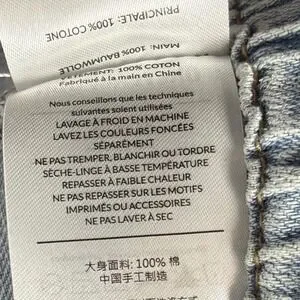 PRINCIPALE: 100% COTONE
MAIN: 100% BAUMWOLLE
VÊTEMENT: 100% COTON
Fabriqué à la main en Chine
Nous conseillons que les techniques
suivantes soient utilisées
LAVAGE À FROID EN MACHINE
LAVEZ LES COULEURS FONCÉES
SÉPARÉMENT
NE PAS TREMPER, BLANCHIR OU TORDRE
SÈCHE-LINGE À BASSE TEMPÉRATURE
REPASSER À FAIBLE CHALEUR
NE PAS REPASSER SUR LES MOTIFS
IMPRIMÉS OU ACCESSOIRES
NE PAS LAVER À SEC
大身面料: 100% 棉
中国手工制造